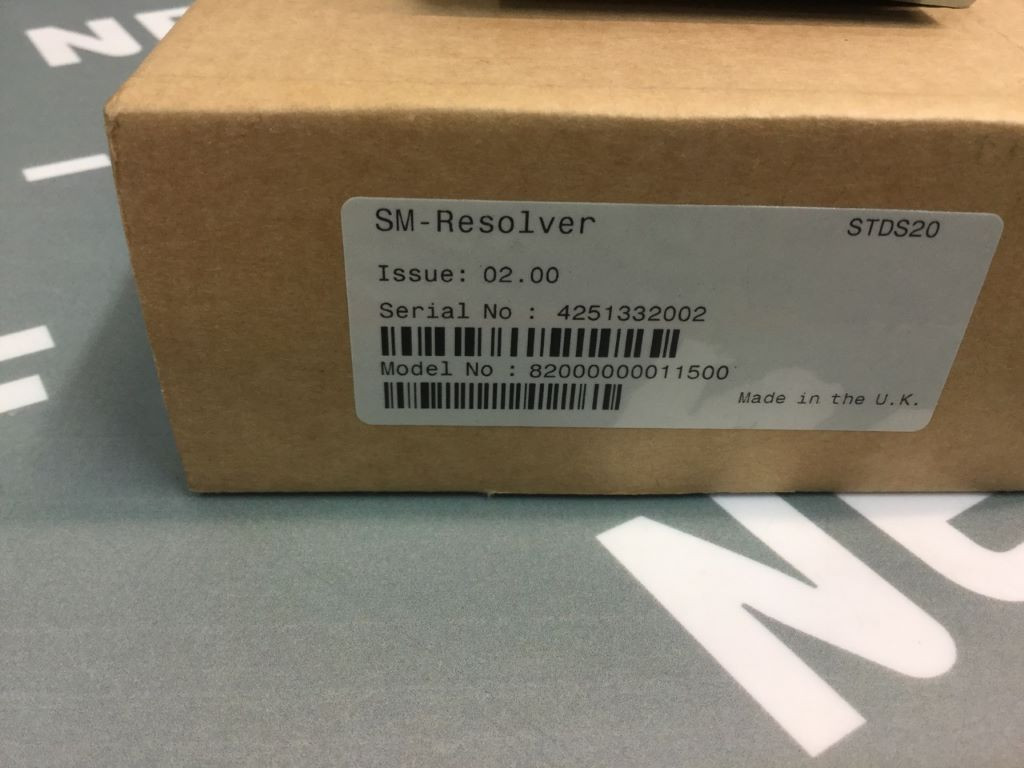 SM-Resolver
STDS20
Issue: 02.00
Serial No : 4251332002
Model No : 82000000011500
Made in the U.K.